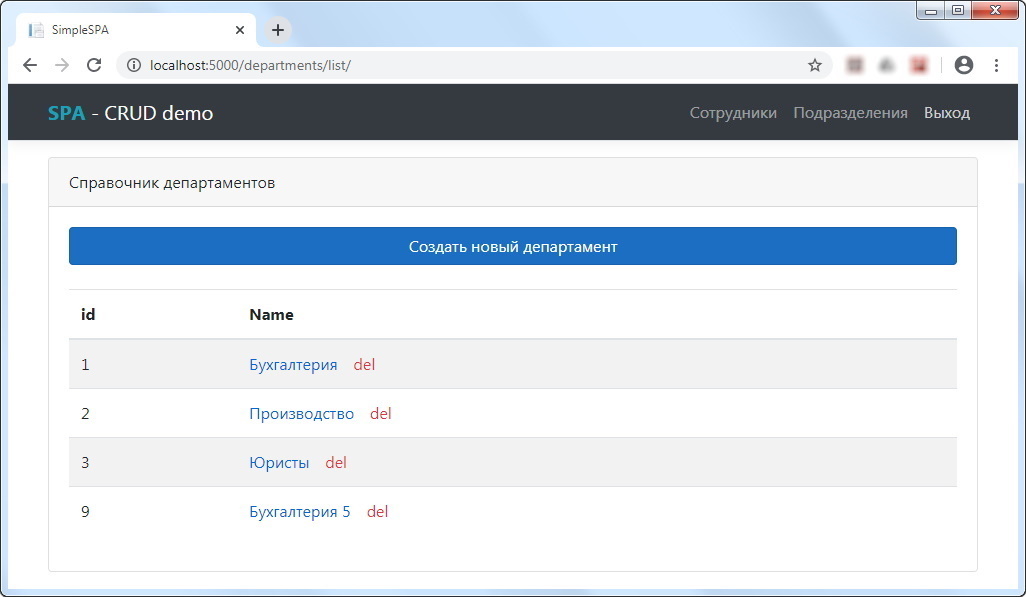 SimpleSPA
localhost:5000/departments/list/
SPA - CRUD demo Сотрудники Подразделения Выход
Справочник департаментов
Создать новый департамент
id Name
1 Бухгалтерия del
2 Производство del
3 Юристы del
9 Бухгалтерия 5 del